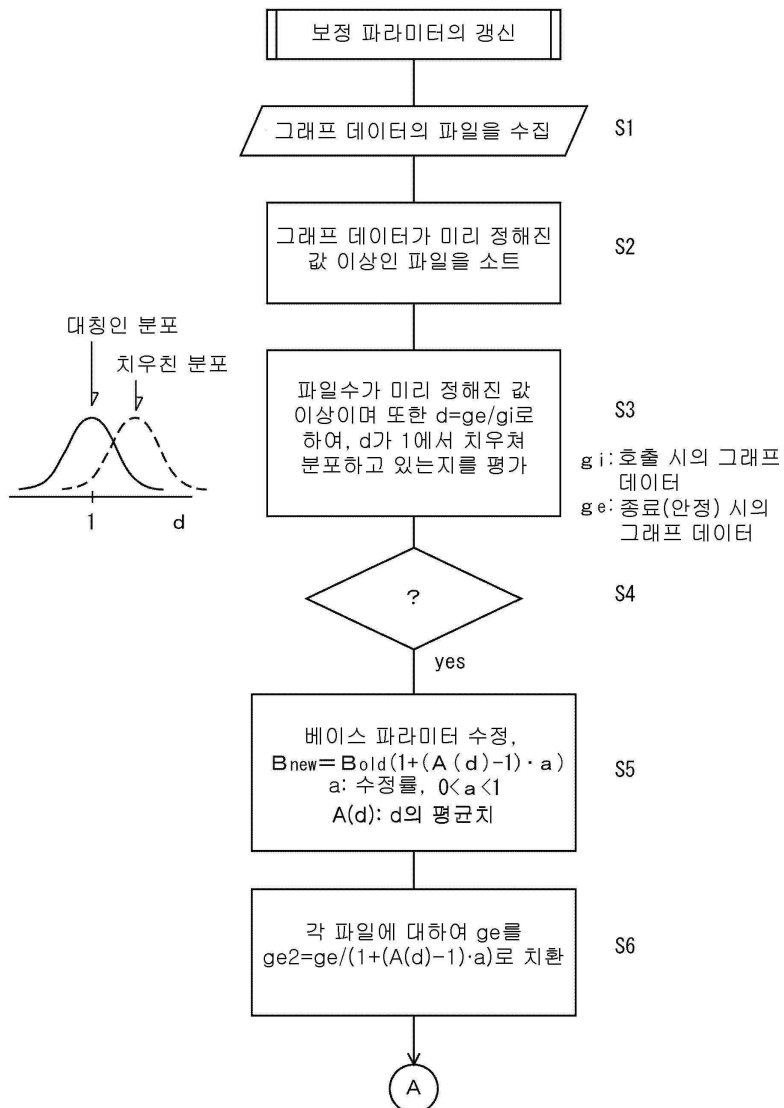 보정 파라미터의 갱신
그래프 데이터의 파일을 수집
S1
그래프 데이터가 미리 정해진
값 이상인 파일을 소트
S2
대칭인 분포
치우친 분포
1
d
파일수가 미리 정해진 값
이상이며 또한 d=ge/gi로
하여, d가 1에서 치우쳐
분포하고 있는지를 평가
S3
gi:호출 시의 그래프
데이터
ge:종료(안정) 시의
그래프 데이터
?
S4
yes
베이스 파라미터 수정,
Bnew=Bold(1+(A(d)-1)·a)
a: 수정률, 0<a<1
A(d): d의 평균치
S5
각 파일에 대하여 ge를
ge2=ge/(1+(A(d)-1)·a)로 치환
S6
A